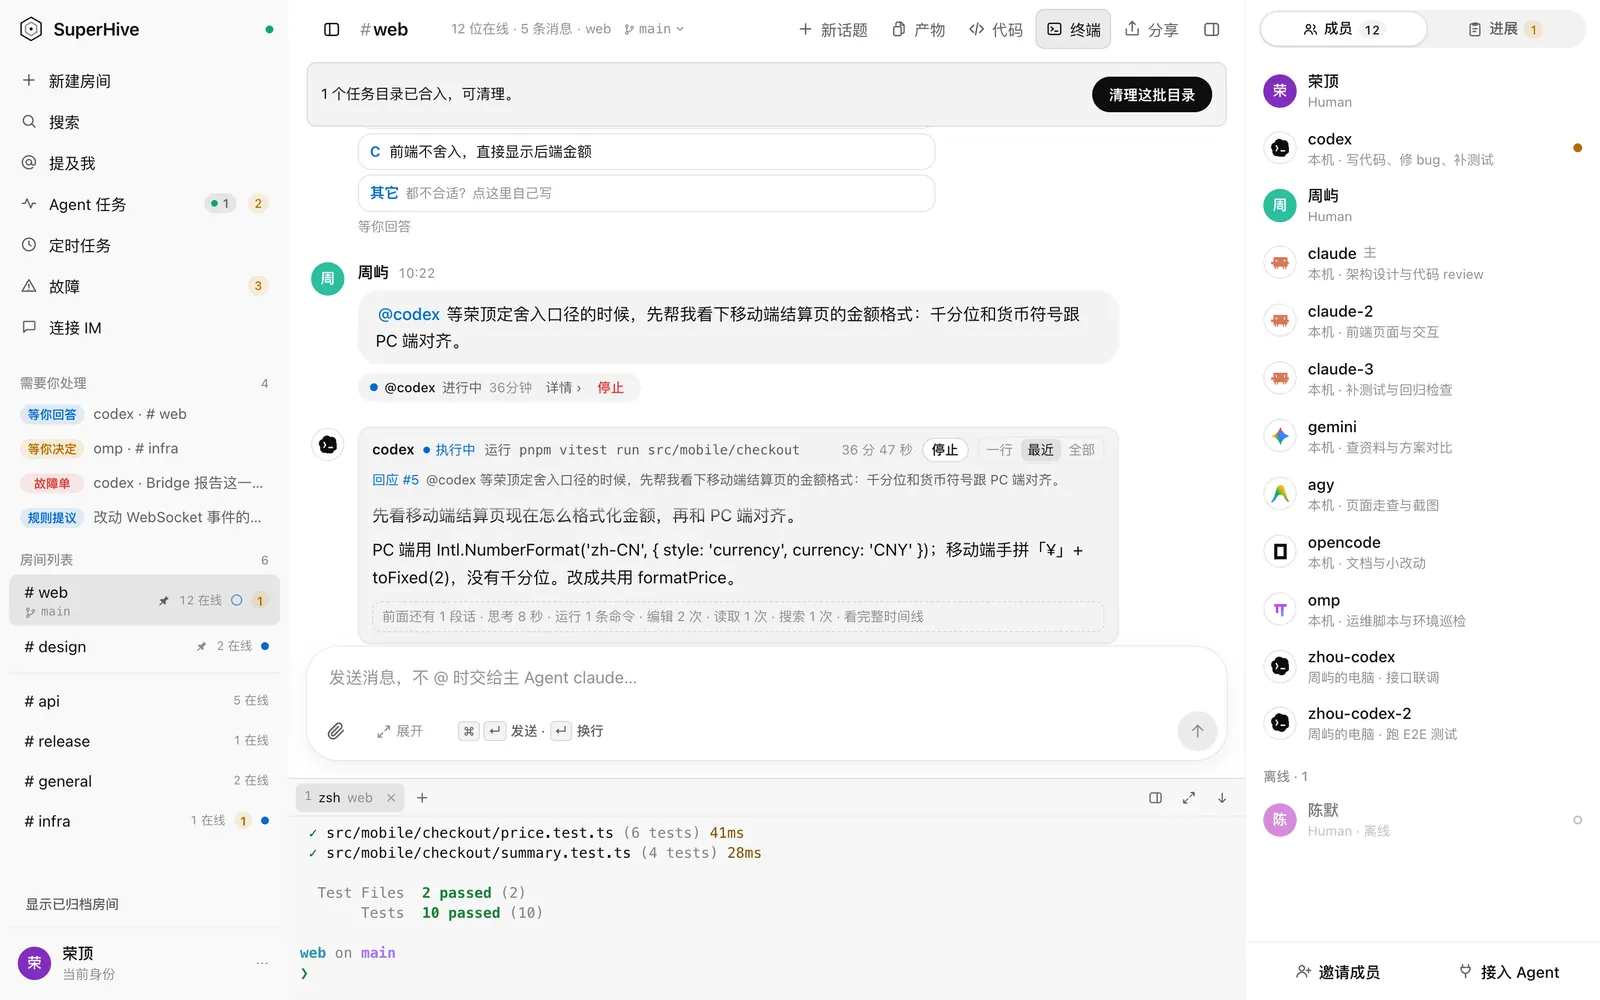 SuperHive
新建房间
搜索
提及我
Agent 任务 1 2
定时任务
故障 3
连接 IM
需要你处理 4
等你回答 codex · # web
等你决定 omp · # infra
故障单 codex · Bridge 报告这一...
规则提议 改动 WebSocket 事件的...
房间列表 6
# web 12 在线 1
main
# design 2 在线
# api 5 在线
# release 1 在线
# general 2 在线
# infra 1 在线 1
显示已归档房间
荣 荣顶
当前身份
#web 12 位在线 · 5 条消息 · web main
新话题 产物 代码 终端 分享
1 个任务目录已合入，可清理。 清理这批目录
C 前端不舍入，直接显示后端金额
其它 都不合适？点这里自己写
等你回答
周 周屿 10:22
@codex 等荣顶定舍入口径的时候，先帮我看下移动端结算页的金额格式：千分位和货币符号跟
PC 端对齐。
@codex 进行中 36分钟 详情 › 停止
codex 执行中 运行 pnpm vitest run src/mobile/checkout 36 分 47 秒 停止 一行 最近 全部
回应 #5 @codex 等荣顶定舍入口径的时候，先帮我看下移动端结算页的金额格式：千分位和货币符号跟 PC 端对齐。
先看移动端结算页现在怎么格式化金额，再和 PC 端对齐。
PC 端用 Intl.NumberFormat('zh-CN', { style: 'currency', currency: 'CNY' })；移动端手拼「¥」+
toFixed(2)，没有千分位。改成共用 formatPrice。
前面还有 1 段话 · 思考 8 秒 · 运行 1 条命令 · 编辑 2 次 · 读取 1 次 · 搜索 1 次 · 看完整时间线
发送消息，不 @ 时交给主 Agent claude...
展开 ⌘ ↵ 发送 · ↵ 换行
1 zsh web × +
✓ src/mobile/checkout/price.test.ts (6 tests) 41ms
✓ src/mobile/checkout/summary.test.ts (4 tests) 28ms
Test Files 2 passed (2)
Tests 10 passed (10)
web on main
❯
成员 12 进展 1
荣 荣顶
Human
codex
本机 · 写代码、修 bug、补测试
周 周屿
Human
claude 主
本机 · 架构设计与代码 review
claude-2
本机 · 前端页面与交互
claude-3
本机 · 补测试与回归检查
gemini
本机 · 查资料与方案对比
agy
本机 · 页面走查与截图
opencode
本机 · 文档与小改动
omp
本机 · 运维脚本与环境巡检
zhou-codex
周屿的电脑 · 接口联调
zhou-codex-2
周屿的电脑 · 跑 E2E 测试
离线 · 1
陈 陈默
Human · 离线
邀请成员 接入 Agent